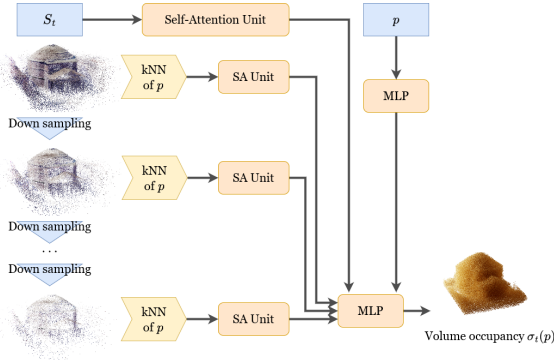 S_t
Self-Attention Unit
p
kNN
of p
SA Unit
MLP
Down sampling
kNN
of p
SA Unit
Down sampling
...
Down sampling
kNN
of p
SA Unit
MLP
Volume occupancy σ_t(p)